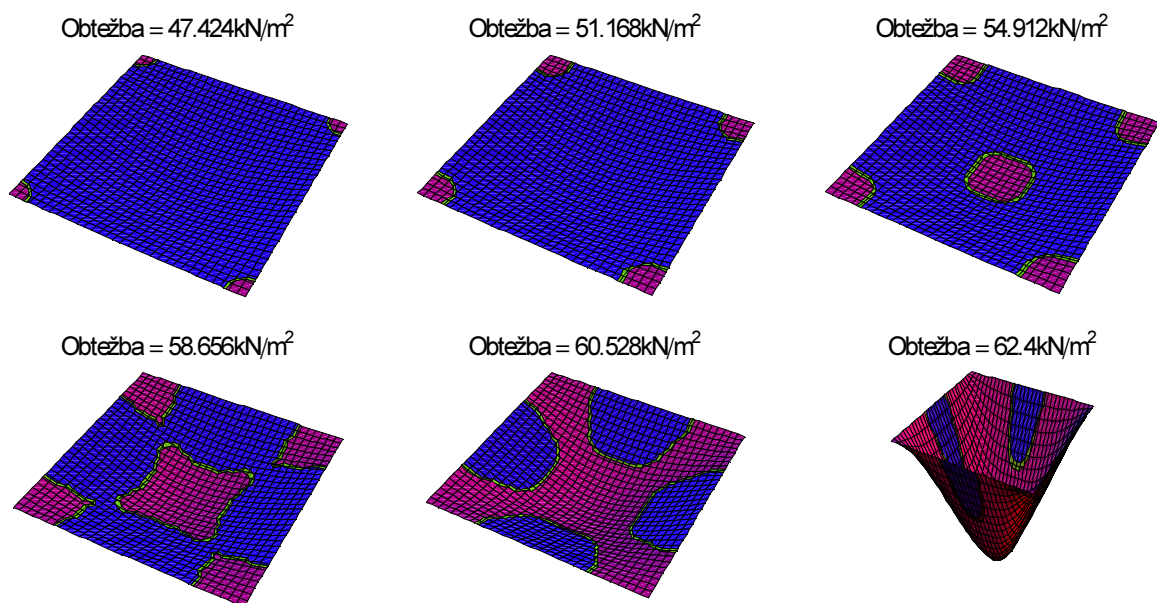 Obtežba = 47.424kN/m²
Obtežba = 51.168kN/m²
Obtežba = 54.912kN/m²
Obtežba = 58.656kN/m²
Obtežba = 60.528kN/m²
Obtežba = 62.4kN/m²